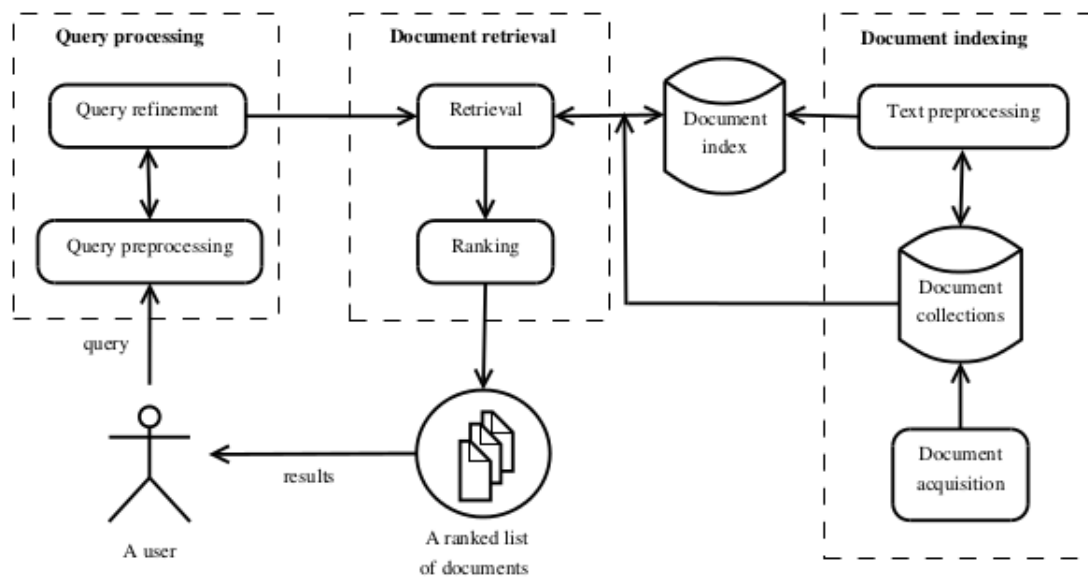 Query processing
Query refinement
Query preprocessing
query
A user
Document retrieval
Retrieval
Ranking
results
A ranked list
of documents
Document
index
Document indexing
Text preprocessing
Document
collections
Document
acquisition